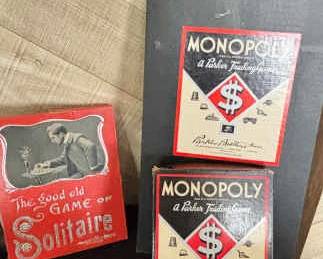 The good old
GAME OF
Solitaire
MONOPOLY
A Parker Trading Game
$
Parker Brothers Inc
MONOPOLY
A Parker Trading Game
$